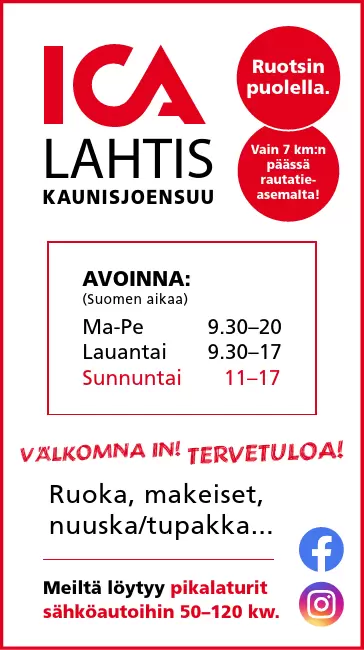 ICA
LAHTIS
KAUNISJOENSUU
Ruotsin
puolella.
Vain 7 km:n
päässä
rautatie-
asemalta!
AVOINNA:
(Suomen aikaa)
Ma-Pe 9.30–20
Lauantai 9.30–17
Sunnuntai 11–17
VÄLKOMNA IN! TERVETULOA!
Ruoka, makeiset,
nuuska/tupakka...
Meiltä löytyy pikalaturit
sähköautoihin 50–120 kw.